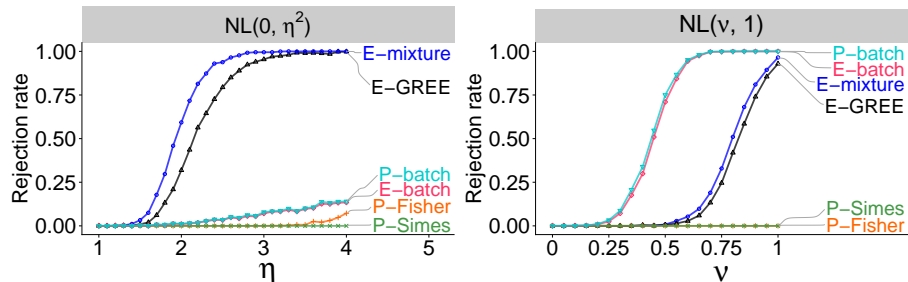 NL(0, η²)
Rejection rate
1.00
0.75
0.50
0.25
0.00
E−mixture
E−GREE
P−batch
E−batch
P−Fisher
P−Simes
1 2 3 4 5
η
NL(ν, 1)
Rejection rate
1.00
0.75
0.50
0.25
0.00
P−batch
E−batch
E−mixture
E−GREE
P−Simes
P−Fisher
0 0.25 0.5 0.75 1
ν